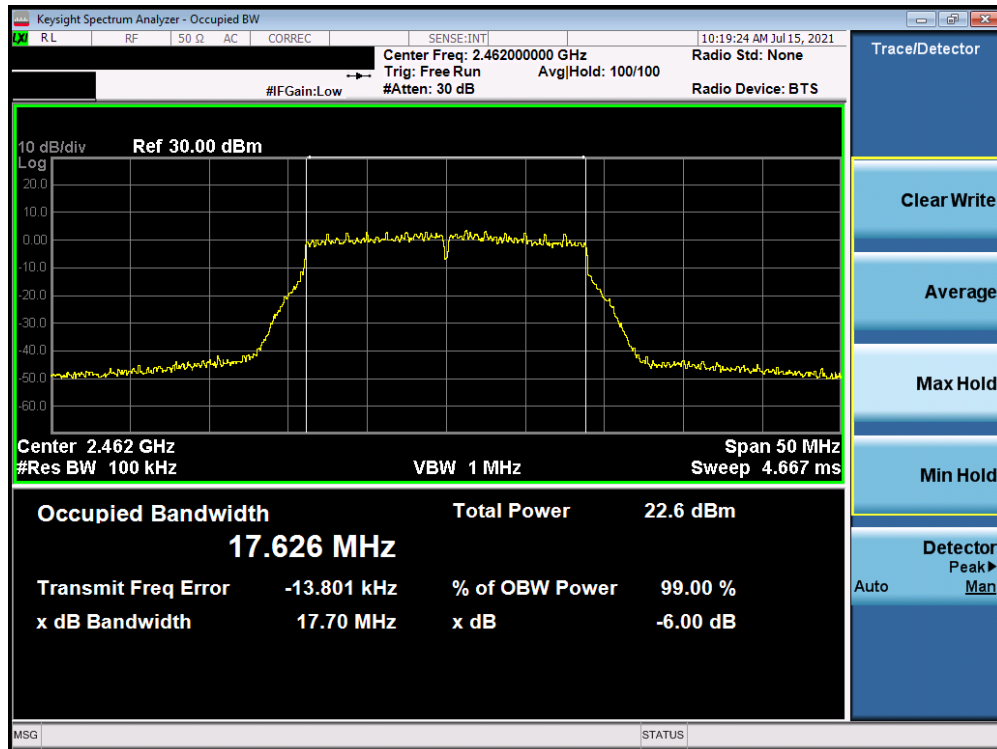 Keysight Spectrum Analyzer - Occupied BW
LXI RL RF 50 Ω AC CORREC SENSE:INT 10:19:24 AM Jul 15, 2021
Center Freq: 2.462000000 GHz Radio Std: None
Trig: Free Run Avg|Hold: 100/100
#IFGain:Low #Atten: 30 dB Radio Device: BTS
10 dB/div Ref 30.00 dBm
Log
20.0
10.0
0.00
-10.0
-20.0
-30.0
-40.0
-50.0
-60.0
Center 2.462 GHz Span 50 MHz
#Res BW 100 kHz VBW 1 MHz Sweep 4.667 ms
Occupied Bandwidth Total Power 22.6 dBm
17.626 MHz
Transmit Freq Error -13.801 kHz % of OBW Power 99.00 %
x dB Bandwidth 17.70 MHz x dB -6.00 dB
MSG STATUS
Trace/Detector
Clear Write
Average
Max Hold
Min Hold
Detector
Peak▶
Auto Man